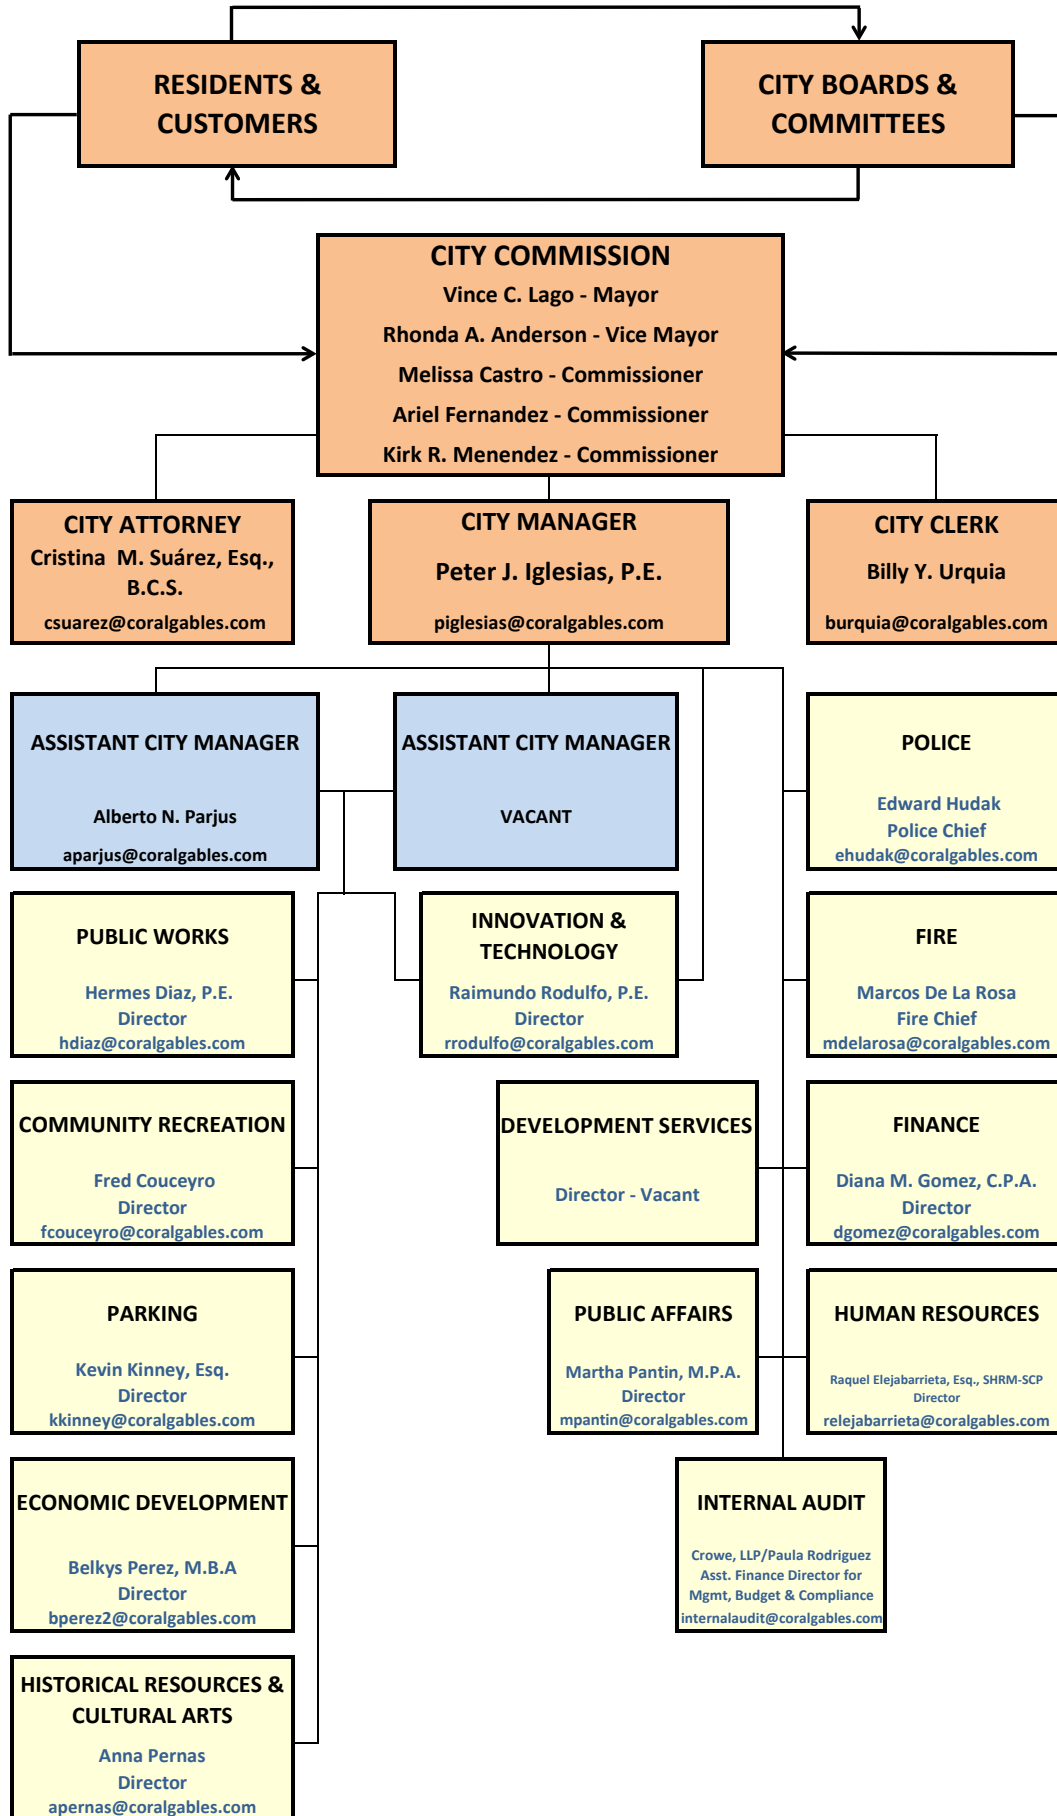 RESIDENTS &
CUSTOMERS
CITY BOARDS &
COMMITTEES
CITY COMMISSION
Vince C. Lago - Mayor
Rhonda A. Anderson - Vice Mayor
Melissa Castro - Commissioner
Ariel Fernandez - Commissioner
Kirk R. Menendez - Commissioner
CITY ATTORNEY
Cristina M. Suárez, Esq.,
B.C.S.
csuarez@coralgables.com
CITY MANAGER
Peter J. Iglesias, P.E.
piglesias@coralgables.com
CITY CLERK
Billy Y. Urquia
burquia@coralgables.com
ASSISTANT CITY MANAGER
Alberto N. Parjus
aparjus@coralgables.com
ASSISTANT CITY MANAGER
VACANT
POLICE
Edward Hudak
Police Chief
ehudak@coralgables.com
PUBLIC WORKS
Hermes Diaz, P.E.
Director
hdiaz@coralgables.com
INNOVATION &
TECHNOLOGY
Raimundo Rodulfo, P.E.
Director
rrodulfo@coralgables.com
FIRE
Marcos De La Rosa
Fire Chief
mdelarosa@coralgables.com
COMMUNITY RECREATION
Fred Couceyro
Director
fcouceyro@coralgables.com
DEVELOPMENT SERVICES
Director - Vacant
FINANCE
Diana M. Gomez, C.P.A.
Director
dgomez@coralgables.com
PARKING
Kevin Kinney, Esq.
Director
kkinney@coralgables.com
PUBLIC AFFAIRS
Martha Pantin, M.P.A.
Director
mpantin@coralgables.com
HUMAN RESOURCES
Raquel Elejabarrieta, Esq., SHRM-SCP
Director
relejabarrieta@coralgables.com
ECONOMIC DEVELOPMENT
Belkys Perez, M.B.A
Director
bperez2@coralgables.com
INTERNAL AUDIT
Crowe, LLP/Paula Rodriguez
Asst. Finance Director for
Mgmt, Budget & Compliance
internalaudit@coralgables.com
HISTORICAL RESOURCES &
CULTURAL ARTS
Anna Pernas
Director
apernas@coralgables.com